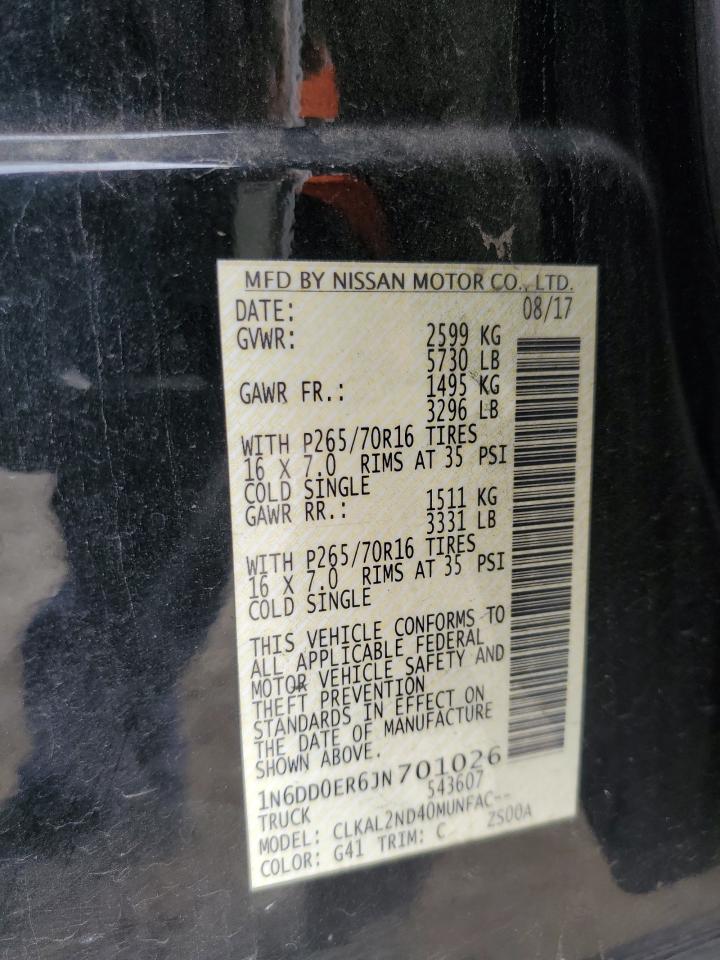 MFD BY NISSAN MOTOR CO., LTD.
DATE: 08/17
GVWR: 2599 KG
5730 LB
GAWR FR.: 1495 KG
3296 LB
WITH P265/70R16 TIRES
16 X 7.0 RIMS AT 35 PSI
COLD SINGLE
GAWR RR.: 1511 KG
3331 LB
WITH P265/70R16 TIRES
16 X 7.0 RIMS AT 35 PSI
COLD SINGLE
THIS VEHICLE CONFORMS TO
ALL APPLICABLE FEDERAL
MOTOR VEHICLE SAFETY AND
THEFT PREVENTION
STANDARDS IN EFFECT ON
THE DATE OF MANUFACTURE
SHOWN ABOVE.
1N6DD0ER6JN701026
TRUCK 543607
MODEL: CLKAL2ND40MUNFAC--
COLOR: G41 TRIM: C ZS00A